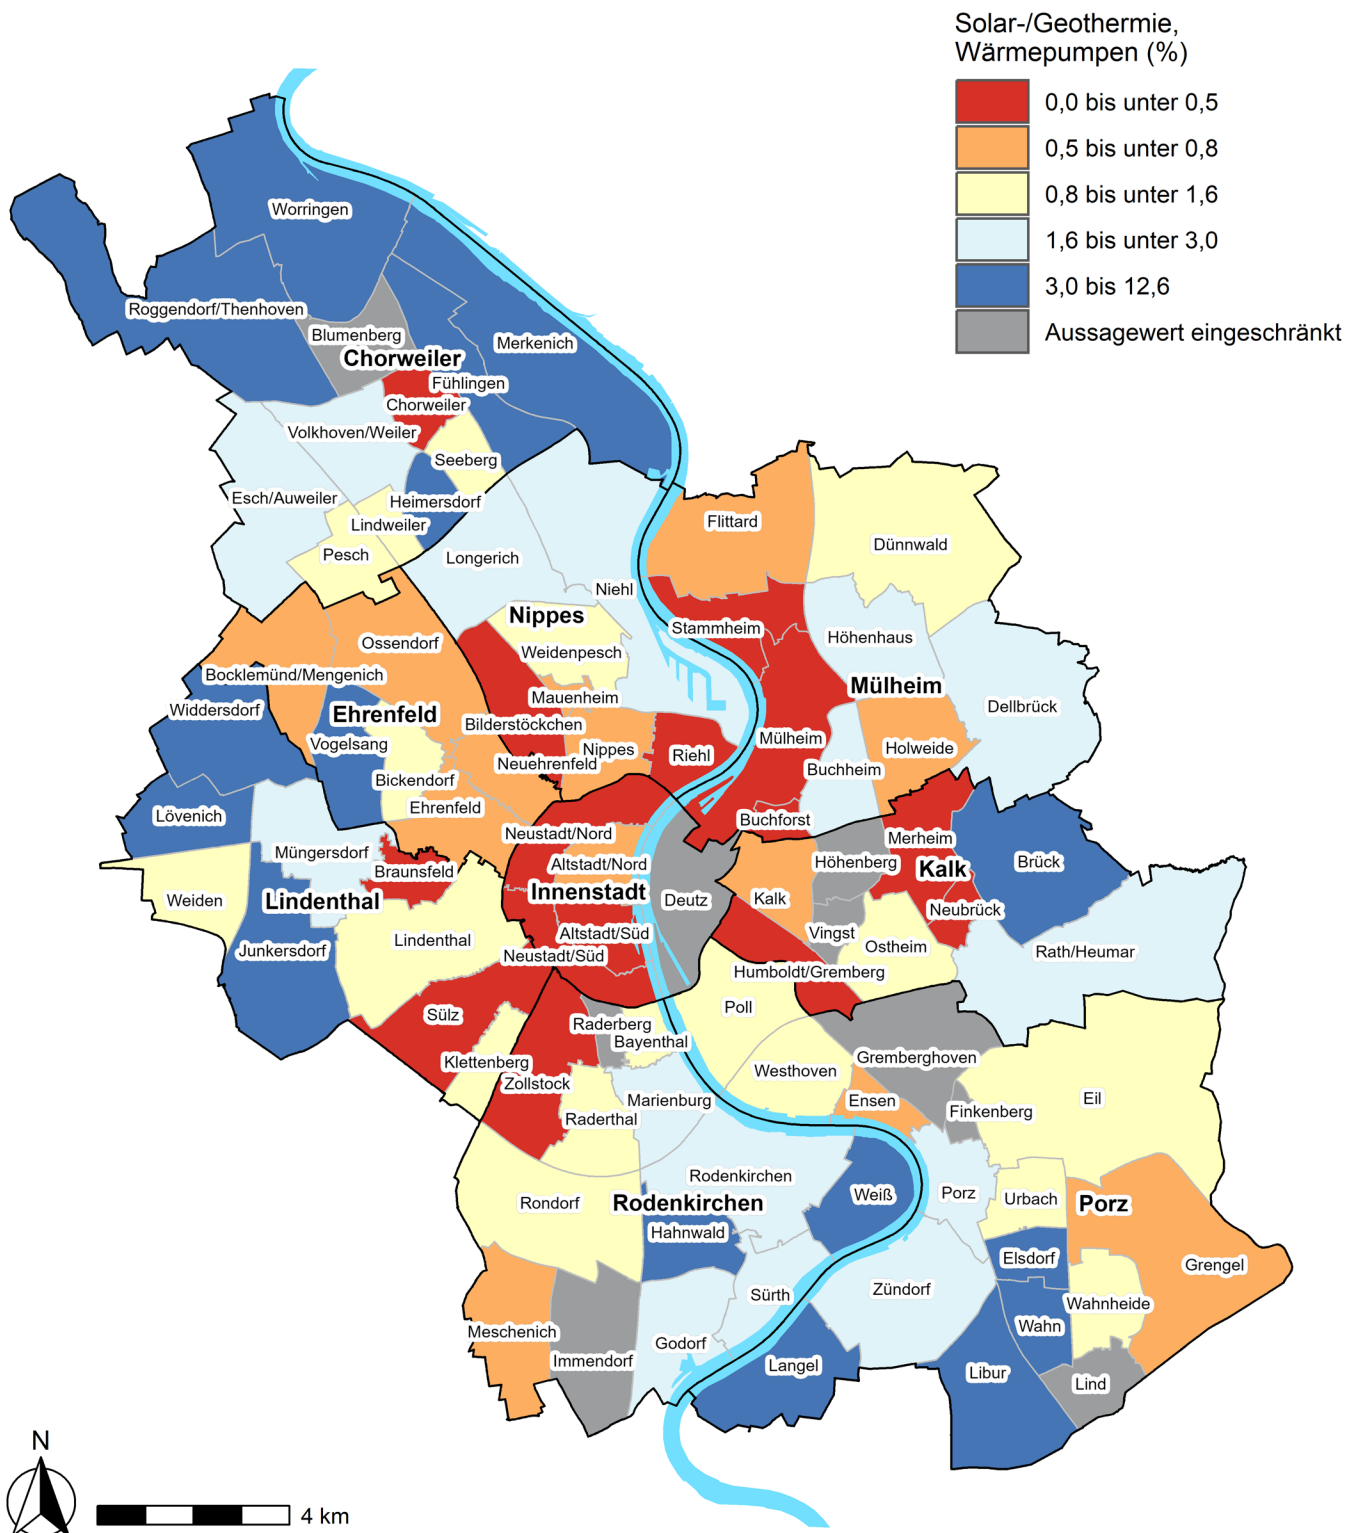 Solar-/Geothermie,
Wärmepumpen (%)
0,0 bis unter 0,5
0,5 bis unter 0,8
0,8 bis unter 1,6
1,6 bis unter 3,0
3,0 bis 12,6
Aussagewert eingeschränkt
Worringen
Roggendorf/Thenhoven
Blumenberg
Merkenich
Chorweiler
Fühlingen
Chorweiler
Volkhoven/Weiler
Seeberg
Esch/Auweiler
Heimersdorf
Lindweiler
Pesch
Longerich
Flittard
Dünnwald
Niehl
Nippes
Stammheim
Höhenhaus
Ossendorf
Weidenpesch
Bocklemünd/Mengenich
Mülheim
Mauenheim
Widdersdorf
Ehrenfeld
Bilderstöckchen
Dellbrück
Vogelsang
Nippes
Riehl
Mülheim
Holweide
Neuehrenfeld
Buchheim
Bickendorf
Ehrenfeld
Lövenich
Buchforst
Neustadt/Nord
Merheim
Müngersdorf
Altstadt/Nord
Höhenberg
Brück
Braunsfeld
Kalk
Innenstadt
Weiden
Lindenthal
Deutz
Kalk
Neubrück
Altstadt/Süd
Vingst
Lindenthal
Ostheim
Junkersdorf
Neustadt/Süd
Rath/Heumar
Humboldt/Gremberg
Poll
Sülz
Raderberg
Bayenthal
Gremberghoven
Klettenberg
Westhoven
Zollstock
Marienburg
Ensen
Eil
Raderthal
Finkenberg
Rodenkirchen
Weiß
Porz
Urbach
Rondorf
Rodenkirchen
Porz
Hahnwald
Elsdorf
Grengel
Sürth
Zündorf
Wahnheide
Meschenich
Wahn
Godorf
Immendorf
Langel
Libur
Lind
N
4 km